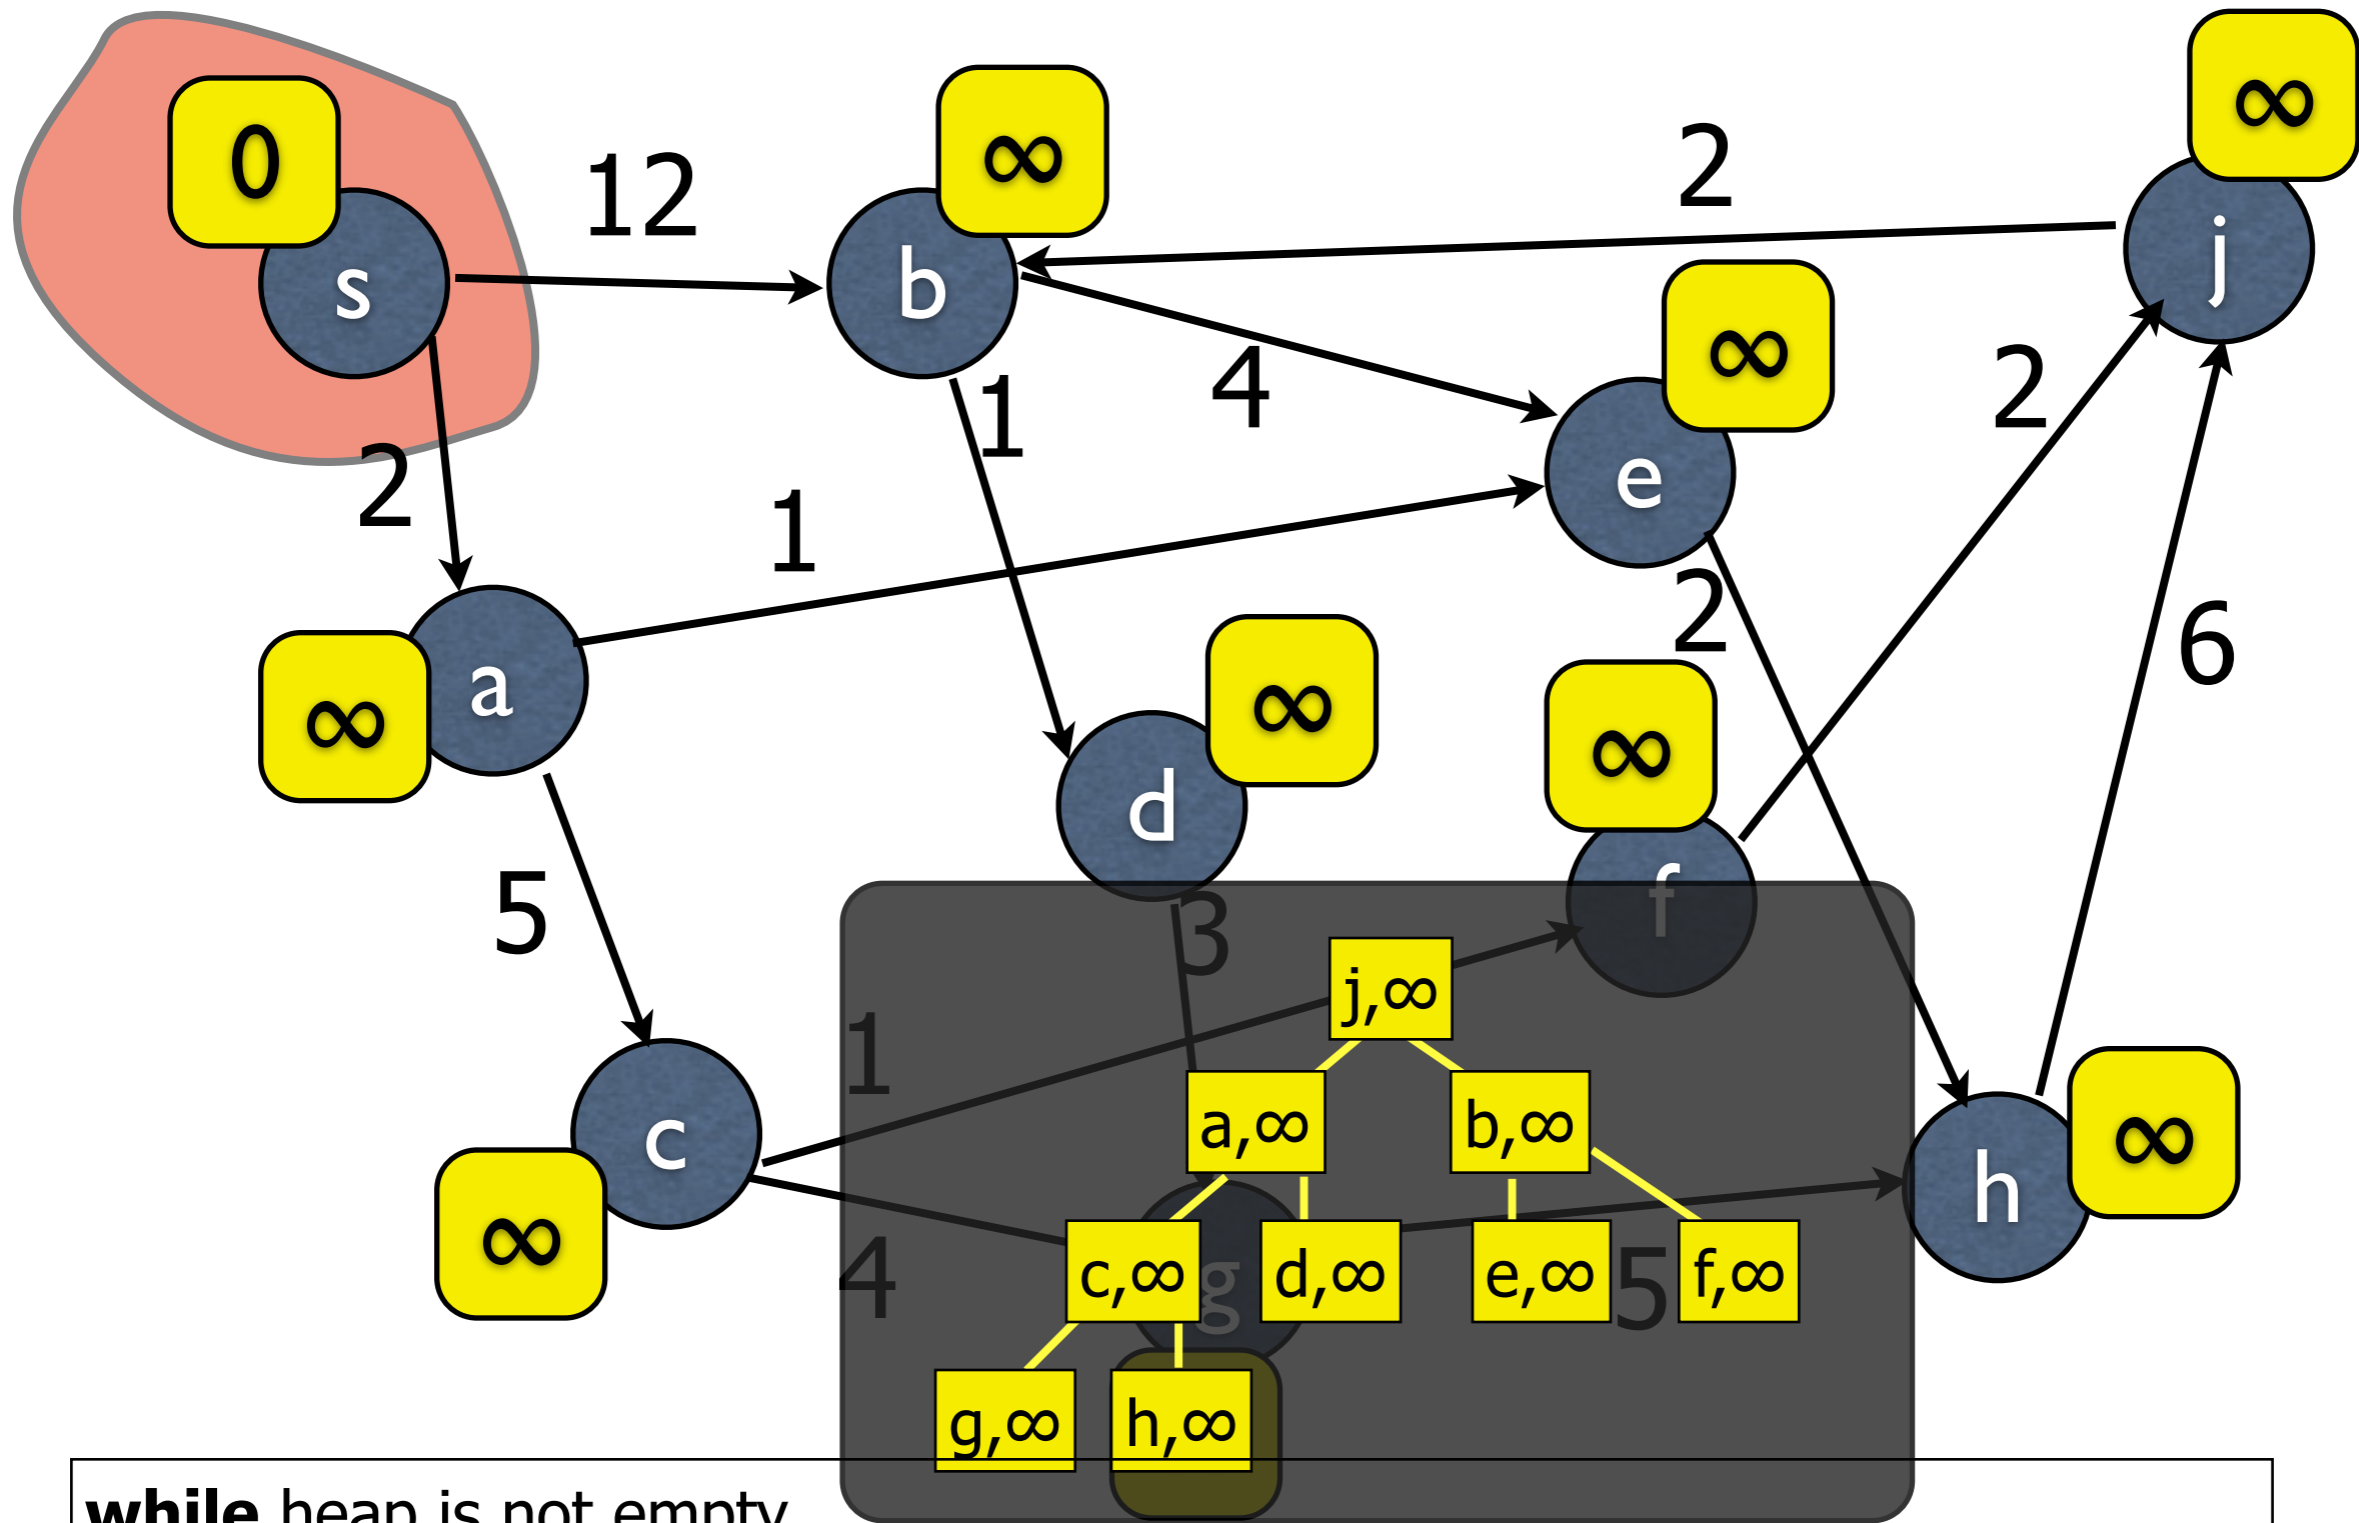 ∞
∞
0
12
2
s
b
j
∞
4
1
2
e
2
1
∞
6
2
a
∞
∞
∞
d
5
f
3
j,∞
1
a,∞ b,∞
c
∞
h
∞
4
c,∞ g d,∞ e,∞ 5 f,∞
g,∞ h,∞
while heap is not empty